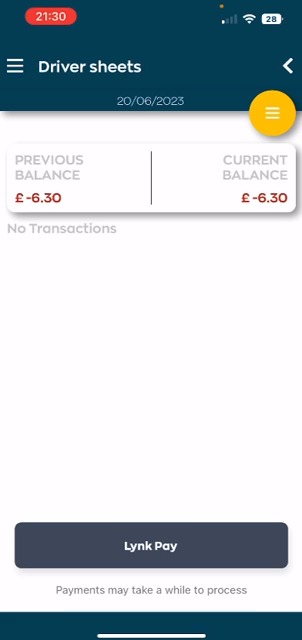 21:30
28
Driver sheets
20/06/2023
PREVIOUS BALANCE
£ -6.30
CURRENT BALANCE
£ -6.30
No Transactions
Lynk Pay
Payments may take a while to process